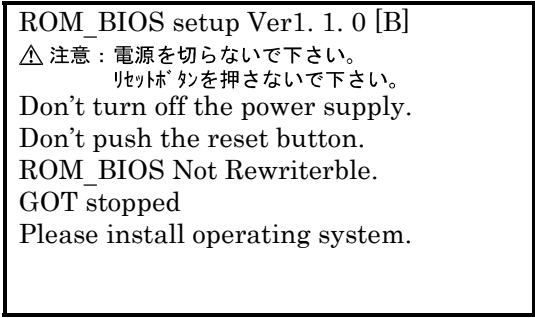 ROM_BIOS setup Ver1. 1. 0 [B]
⚠ 注意：電源を切らないで下さい。
ﾘｾｯﾄﾎﾞﾀﾝを押さないで下さい。
Don't turn off the power supply.
Don't push the reset button.
ROM_BIOS Not Rewriterble.
GOT stopped
Please install operating system.